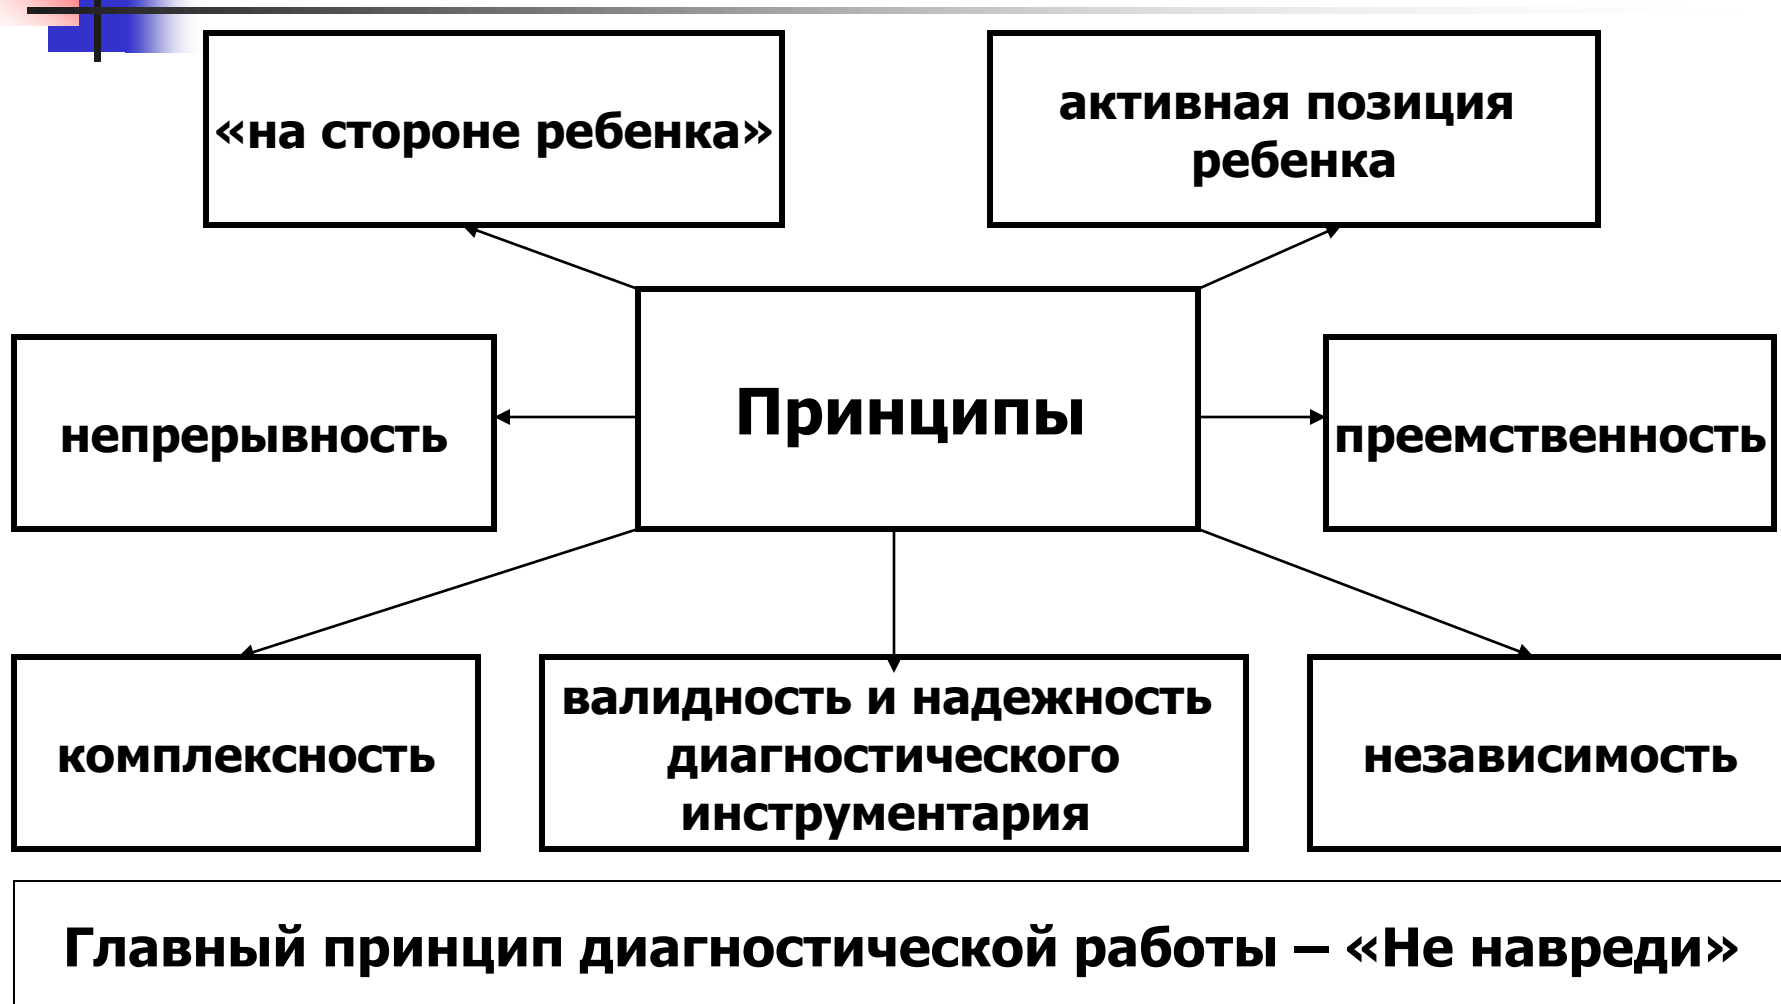 «на стороне ребенка»
активная позиция
ребенка
непрерывность
Принципы
преемственность
комплексность
валидность и надежность
диагностического
инструментария
независимость
Главный принцип диагностической работы – «Не навреди»